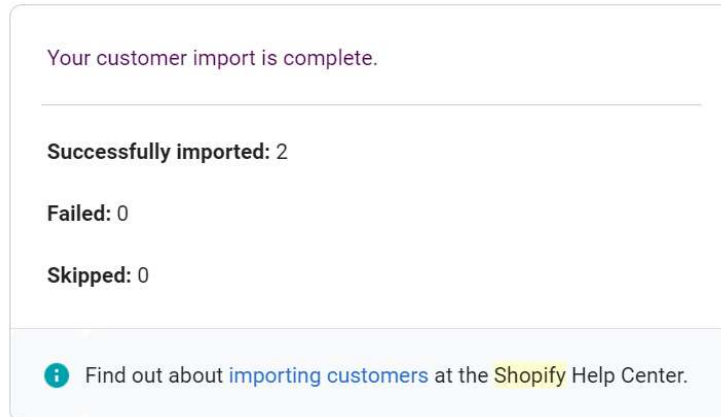 Your customer import is complete.
Successfully imported: 2
Failed: 0
Skipped: 0
Find out about importing customers at the Shopify Help Center.